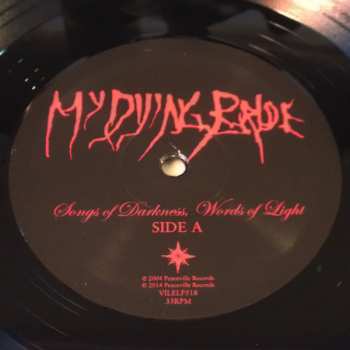 My Dying Bride
Songs of Darkness, Words of Light
SIDE A
℗ 2004 Peaceville Records
© 2014 Peaceville Records
VILELP518
33RPM